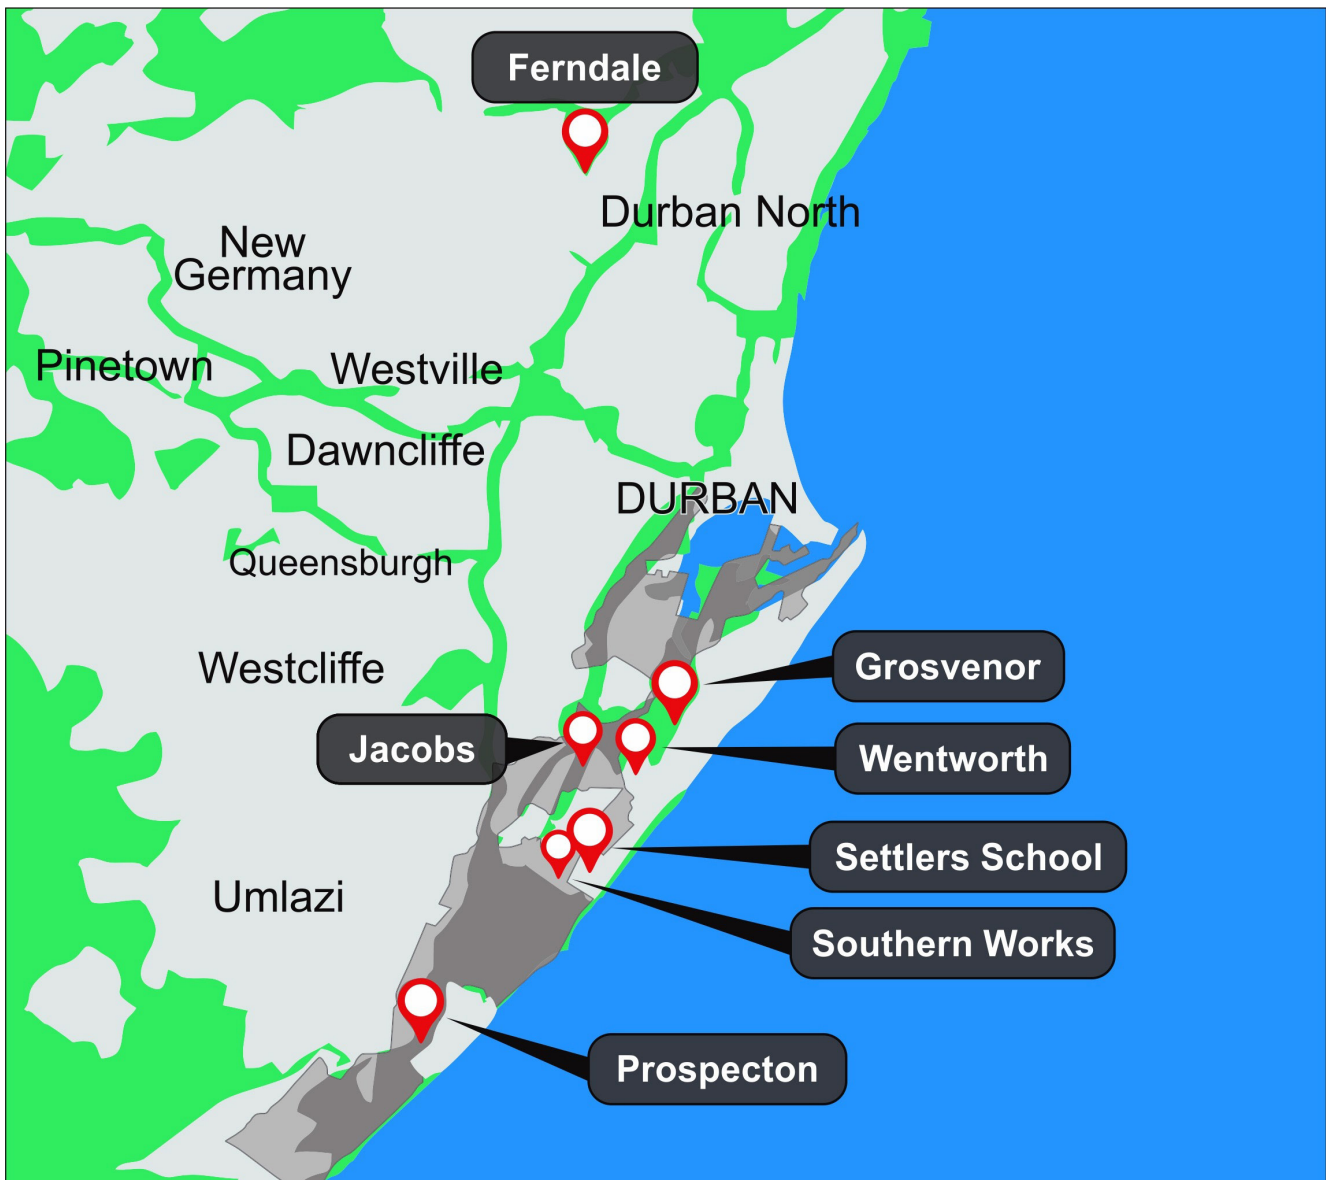 Ferndale
Durban North
New
Germany
Pinetown
Westville
Dawncliffe
DURBAN
Queensburgh
Westcliffe
Grosvenor
Jacobs
Wentworth
Settlers School
Umlazi
Southern Works
Prospecton